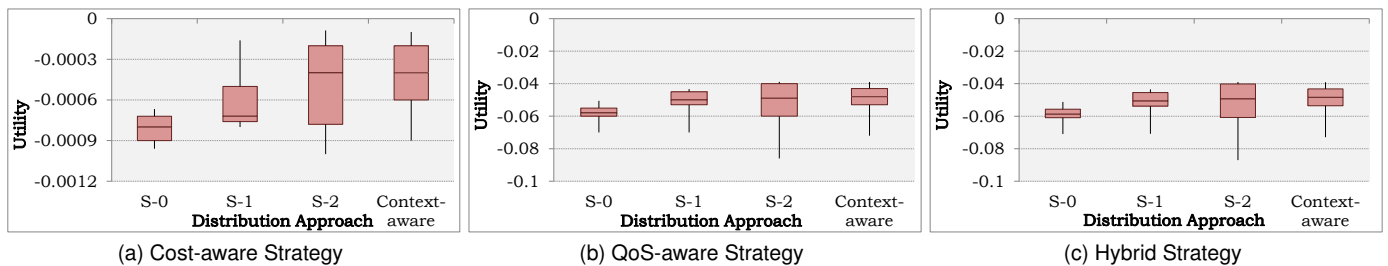 0
-0.0003
-0.0006
-0.0009
-0.0012
Utility
S-0 S-1 S-2 Context-
aware
Distribution Approach
(a) Cost-aware Strategy
0
-0.02
-0.04
-0.06
-0.08
-0.1
Utility
S-0 S-1 S-2 Context-
aware
Distribution Approach
(b) QoS-aware Strategy
0
-0.02
-0.04
-0.06
-0.08
-0.1
Utility
S-0 S-1 S-2 Context-
aware
Distribution Approach
(c) Hybrid Strategy